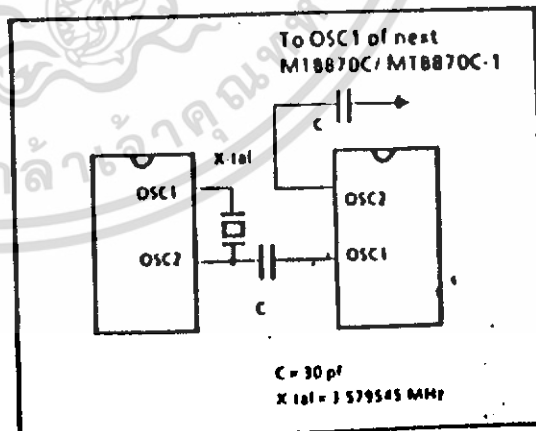 To OSC1 of next
MT8870C/ MT8870C-1
C
X-tal
OSC1
OSC2
OSC2
OSC1
C
C = 30 pf
X tal = 3 579545 MHz